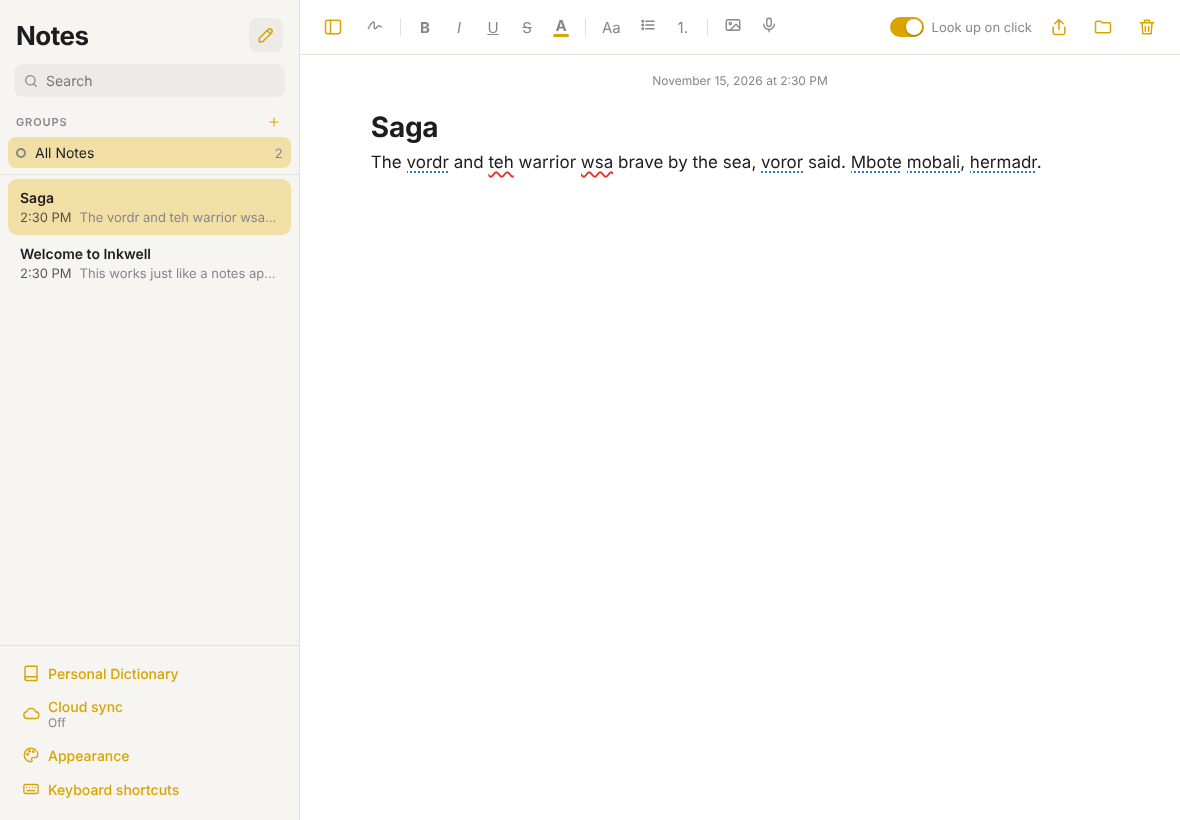 Notes
Search
GROUPS
+
All Notes 2
Saga
2:30 PM The vordr and teh warrior wsa...
Welcome to Inkwell
2:30 PM This works just like a notes ap...
Personal Dictionary
Cloud sync
Off
Appearance
Keyboard shortcuts
B I U S A Aa 1. Look up on click
November 15, 2026 at 2:30 PM
Saga
The vordr and teh warrior wsa brave by the sea, voror said. Mbote mobali, hermadr.